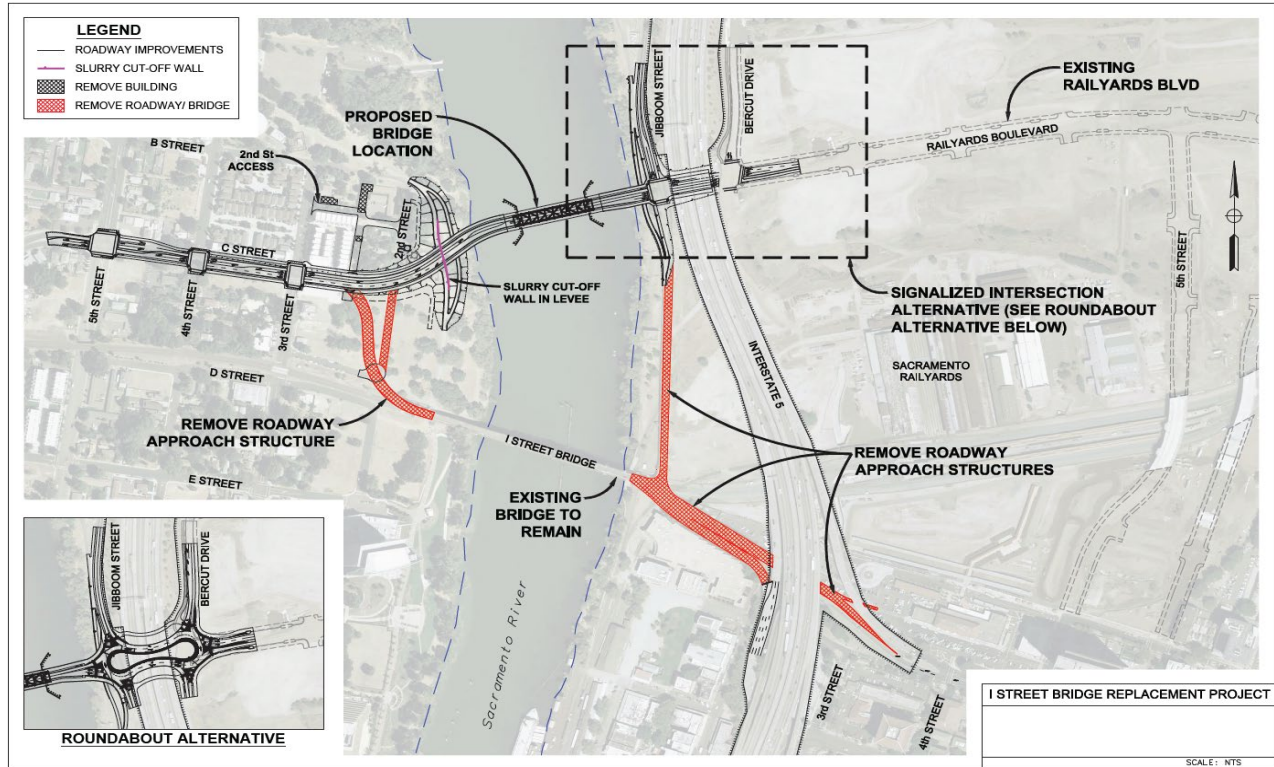 LEGEND
ROADWAY IMPROVEMENTS
SLURRY CUT-OFF WALL
REMOVE BUILDING
REMOVE ROADWAY/ BRIDGE
B STREET
2nd St
ACCESS
PROPOSED
BRIDGE
LOCATION
JIBBOOM STREET
BERCUT DRIVE
EXISTING
RAILYARDS BLVD
RAILYARDS BOULEVARD
C STREET
2nd STREET
5th STREET
4th STREET
3rd STREET
SLURRY CUT-OFF
WALL IN LEVEE
5th STREET
SIGNALIZED INTERSECTION
ALTERNATIVE (SEE ROUNDABOUT
ALTERNATIVE BELOW)
D STREET
INTERSTATE 5
SACRAMENTO
RAILYARDS
REMOVE ROADWAY
APPROACH STRUCTURE
I STREET BRIDGE
REMOVE ROADWAY
APPROACH STRUCTURES
E STREET
EXISTING
BRIDGE TO
REMAIN
Sacramento River
3rd STREET
4th STREET
JIBBOOM STREET
BERCUT DRIVE
ROUNDABOUT ALTERNATIVE
I STREET BRIDGE REPLACEMENT PROJECT
SCALE: NTS